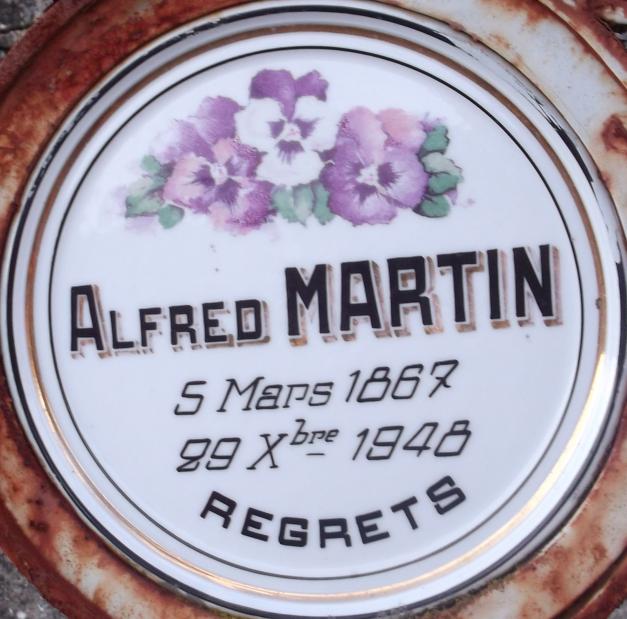 ALFRED MARTIN
5 Mars 1867
29 Xbre 1948
REGRETS